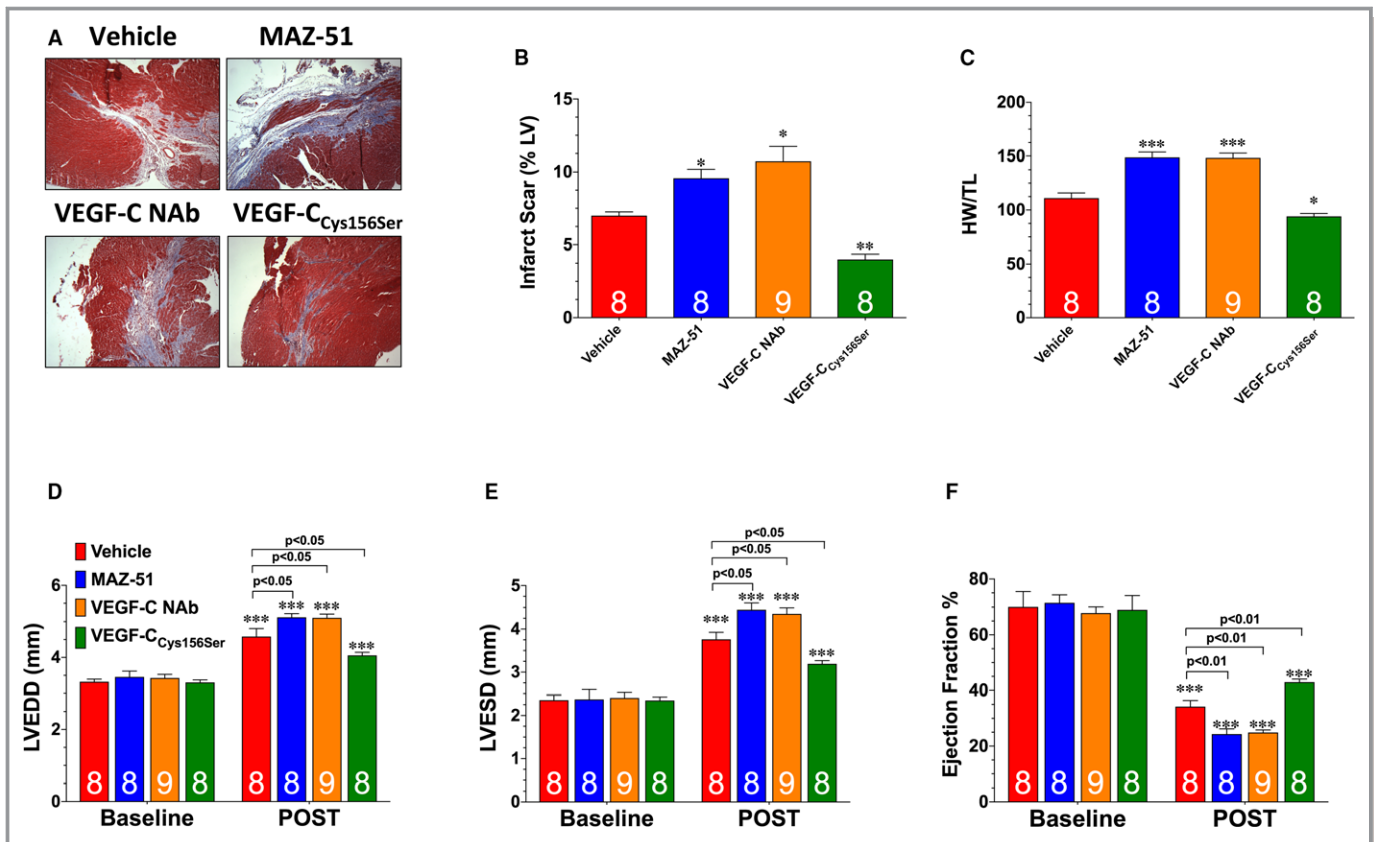 A
Vehicle
MAZ-51
VEGF-C NAb
VEGF-CCys156Ser
B
Infarct Scar (% LV)
15
10
5
0
*
*
**
8
8
9
8
Vehicle
MAZ-51
VEGF-C NAb
VEGF-CCys156Ser
C
HW/TL
200
150
100
50
0
***
***
*
8
8
9
8
Vehicle
MAZ-51
VEGF-C NAb
VEGF-CCys156Ser
D
Vehicle
MAZ-51
VEGF-C NAb
VEGF-CCys156Ser
LVEDD (mm)
6
4
2
0
p<0.05
p<0.05
p<0.05
***
***
***
***
8 8 9 8
8 8 9 8
Baseline
POST
E
LVESD (mm)
5
4
3
2
1
0
p<0.05
p<0.05
p<0.05
***
***
***
***
8 8 9 8
8 8 9 8
Baseline
POST
F
Ejection Fraction %
80
60
40
20
0
p<0.01
p<0.01
p<0.01
***
***
***
***
8 8 9 8
8 8 9 8
Baseline
POST